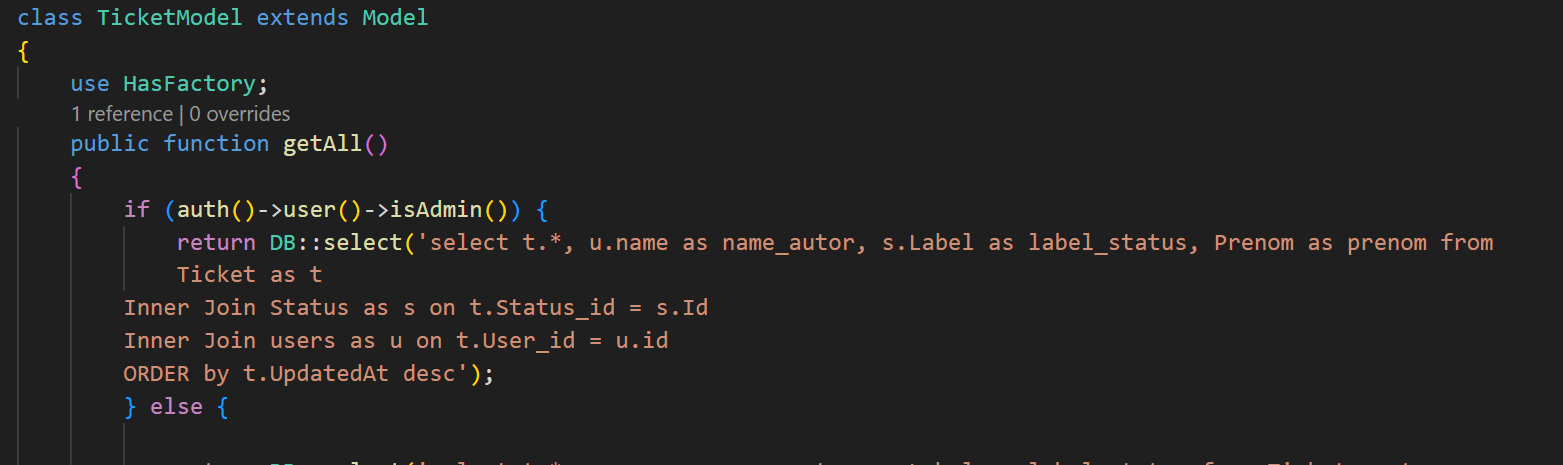 class TicketModel extends Model
{
use HasFactory;
1 reference | 0 overrides
public function getAll()
{
if (auth()->user()->isAdmin()) {
return DB::select('select t.*, u.name as name_autor, s.Label as label_status, Prenom as prenom from
Ticket as t
Inner Join Status as s on t.Status_id = s.Id
Inner Join users as u on t.User_id = u.id
ORDER by t.UpdatedAt desc');
} else {